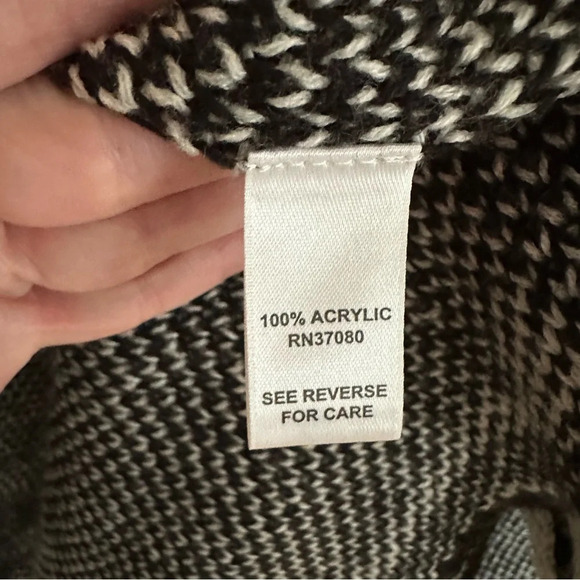 100% ACRYLIC
RN37080
SEE REVERSE
FOR CARE